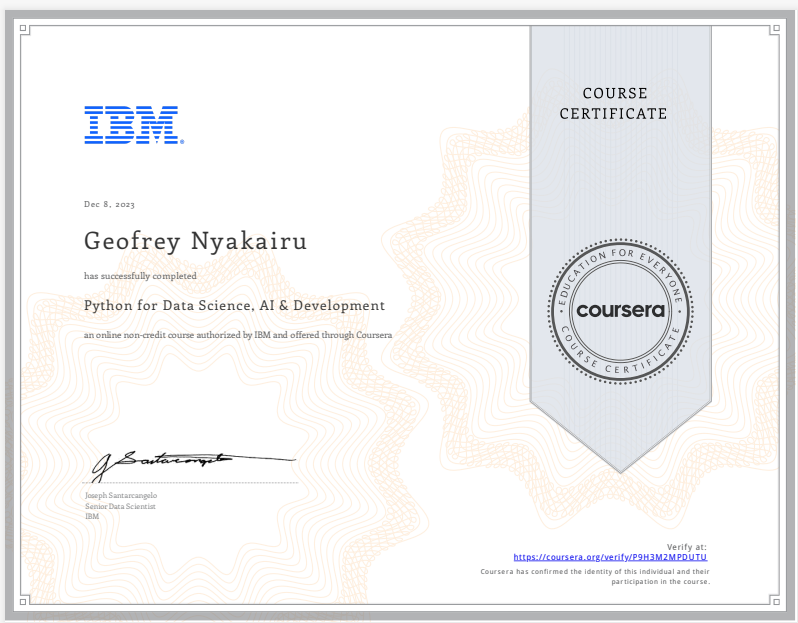 IBM®
COURSE
CERTIFICATE
Dec 8, 2023
Geofrey Nyakairu
has successfully completed
Python for Data Science, AI & Development
an online non-credit course authorized by IBM and offered through Coursera
EDUCATION FOR EVERYONE
coursera
COURSE CERTIFICATE
Joseph Santarcangelo
Senior Data Scientist
IBM
Verify at:
https://coursera.org/verify/P9H3M2MPDUTU
Coursera has confirmed the identity of this individual and their
participation in the course.